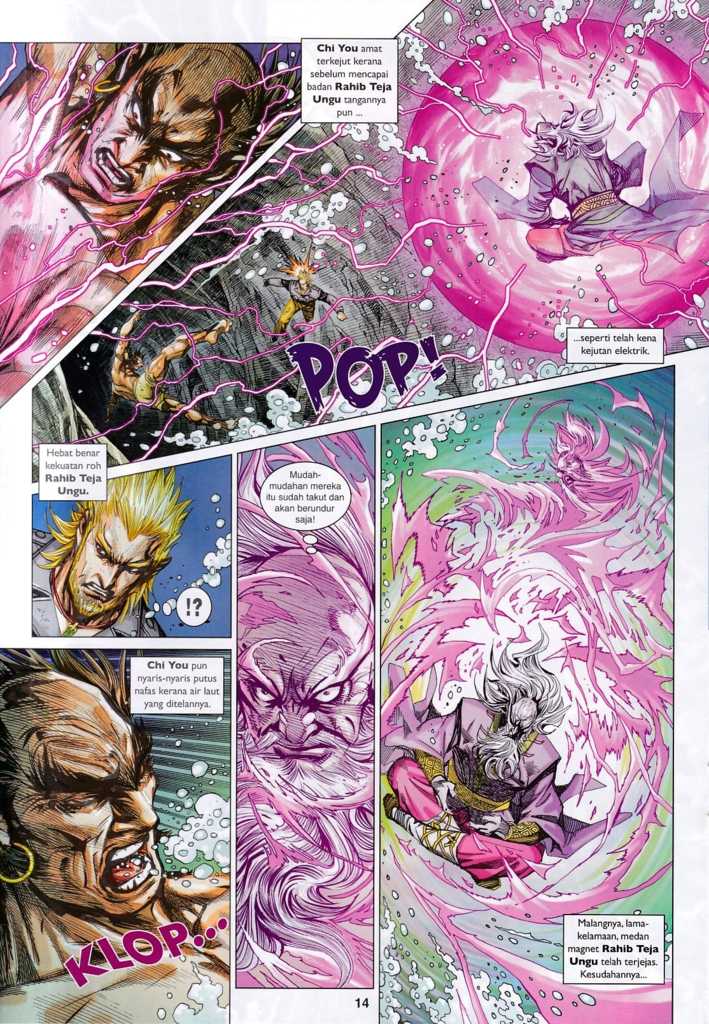 Chi You amat
terkejut kerana
sebelum mencapai
badan Rahib Teja
Ungu tangannya
pun ...
POP!
...seperti telah kena
kejutan elektrik.
Hebat benar
kekuatan roh
Rahib Teja
Ungu.
!?
Mudah-
mudahan mereka
itu sudah takut dan
akan berundur
saja!
Chi You pun
nyaris-nyaris putus
nafas kerana air laut
yang ditelannya.
KLOP...
Malangnya, lama-
kelamaan, medan
magnet Rahib Teja
Ungu telah terjejas.
Kesudahannya...
14